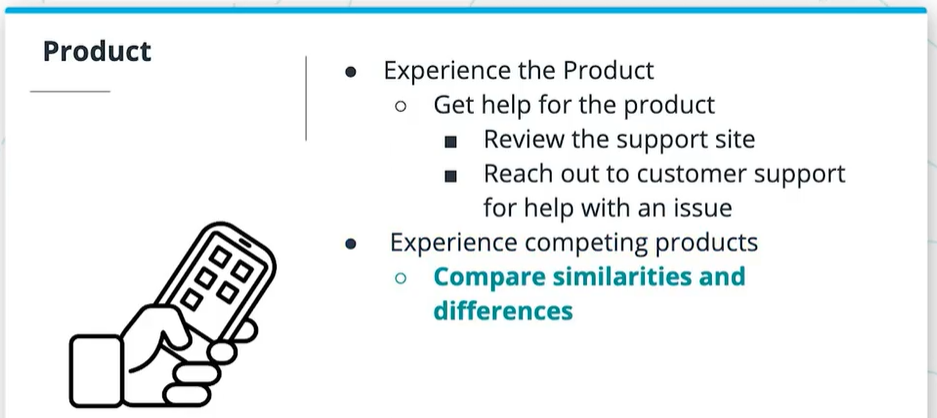 Product
● Experience the Product
○ Get help for the product
■ Review the support site
■ Reach out to customer support
for help with an issue
● Experience competing products
○ Compare similarities and
differences